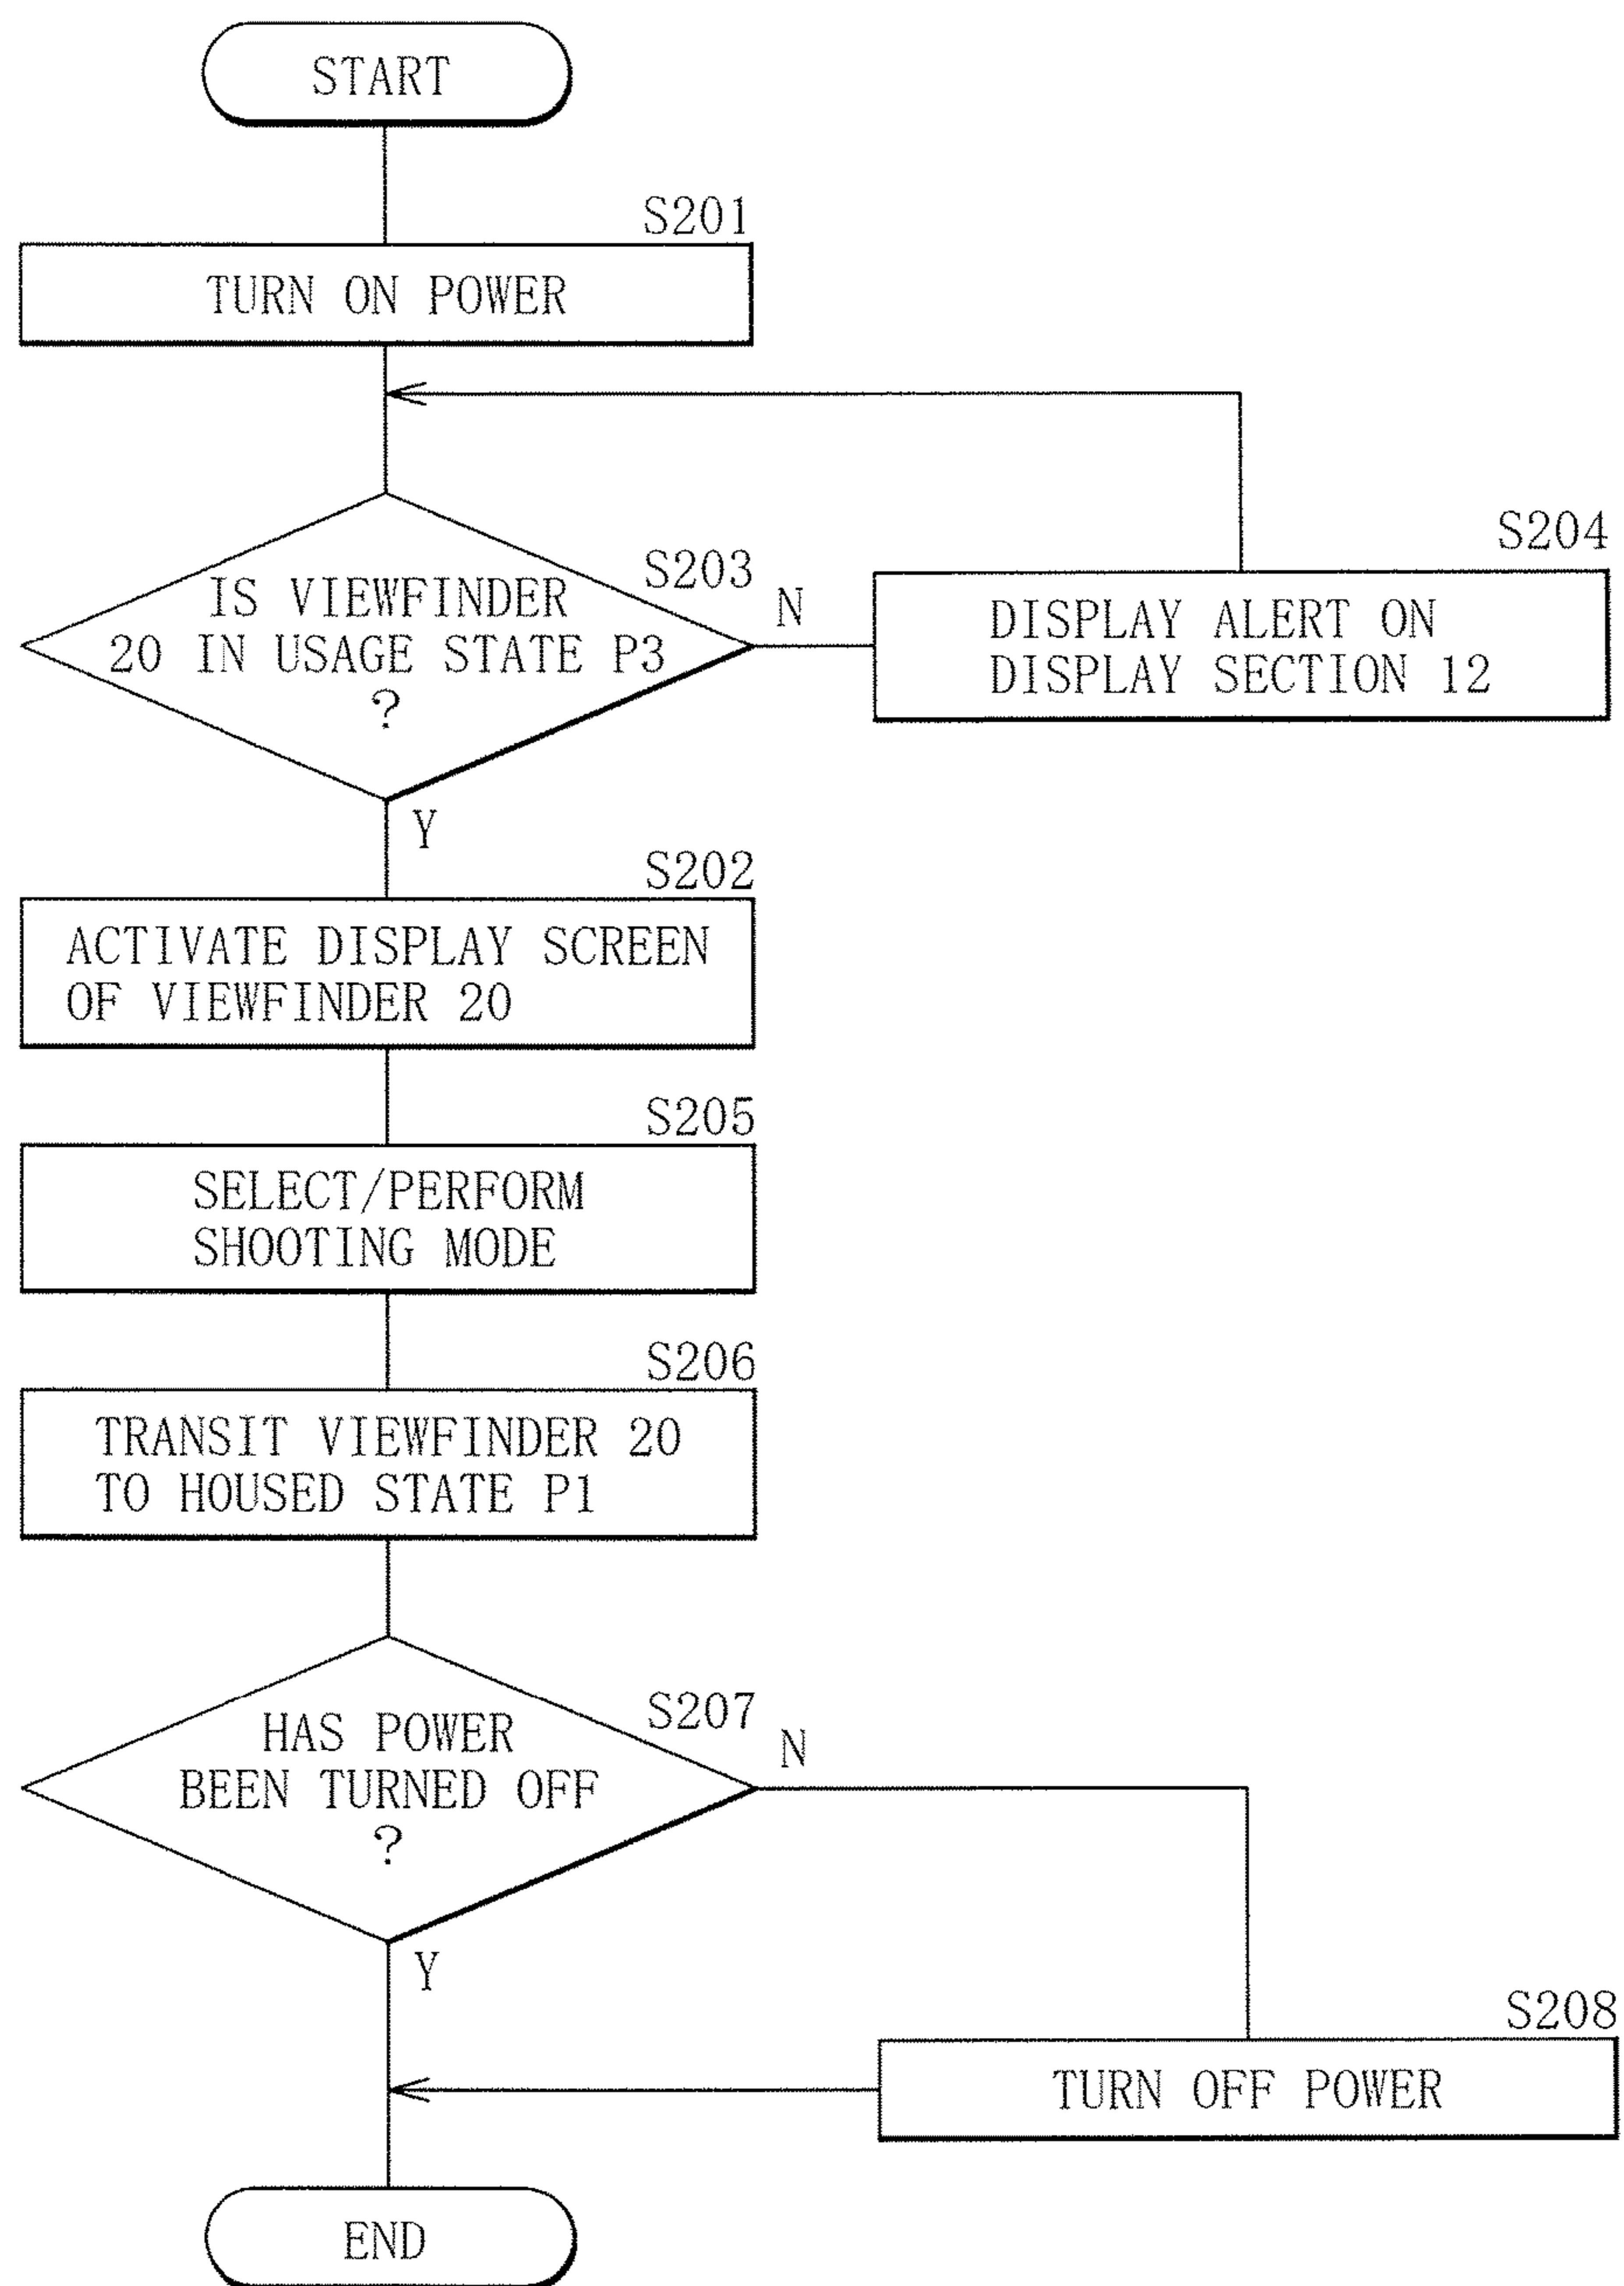 START
S201
TURN ON POWER
S203
IS VIEWFINDER
20 IN USAGE STATE P3
?
N
S204
DISPLAY ALERT ON
DISPLAY SECTION 12
Y
S202
ACTIVATE DISPLAY SCREEN
OF VIEWFINDER 20
S205
SELECT/PERFORM
SHOOTING MODE
S206
TRANSIT VIEWFINDER 20
TO HOUSED STATE P1
S207
HAS POWER
BEEN TURNED OFF
?
N
Y
S208
TURN OFF POWER
END